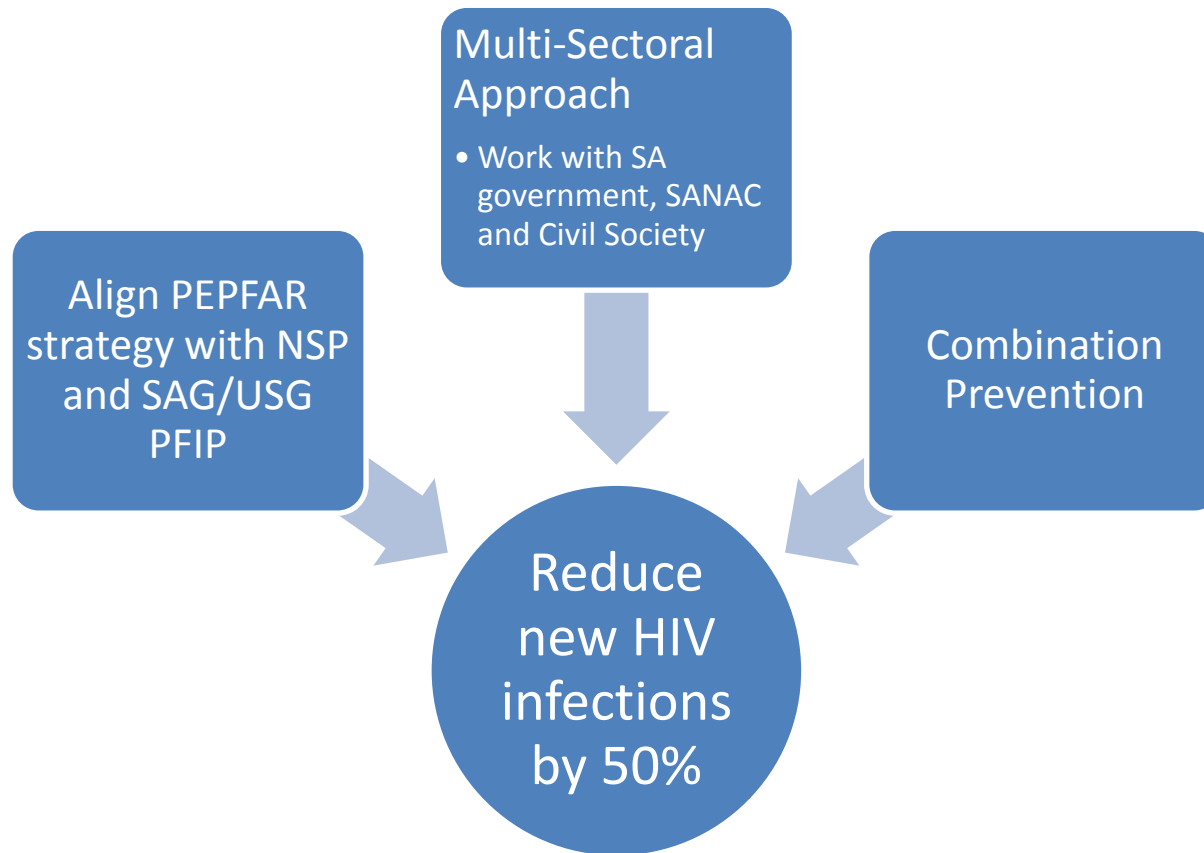 Multi-Sectoral
Approach
• Work with SA
government, SANAC
and Civil Society
Align PEPFAR
strategy with NSP
and SAG/USG
PFIP
Combination
Prevention
Reduce
new HIV
infections
by 50%